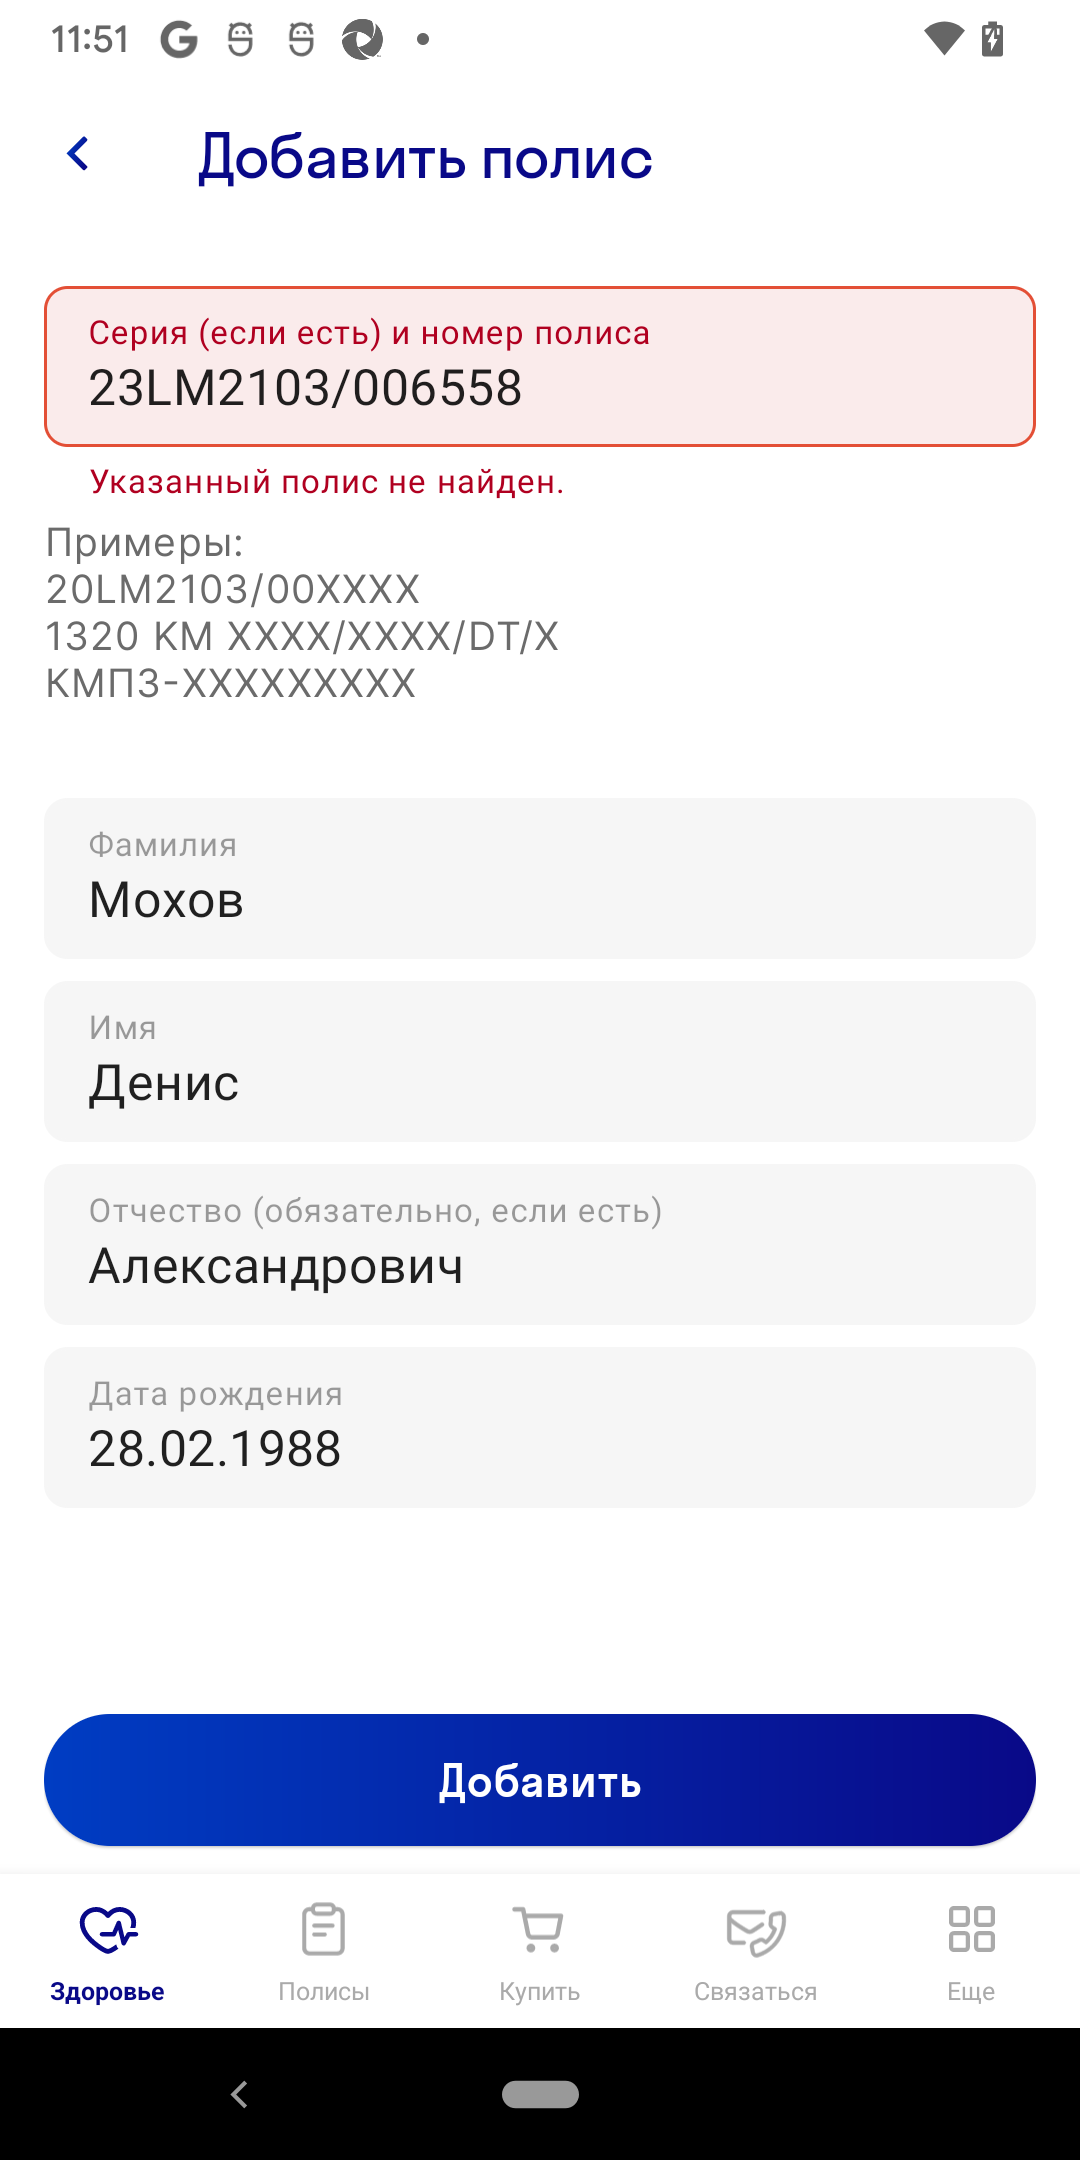 11:51
Добавить полис
Серия (если есть) и номер полиса
23LM2103/006558
Указанный полис не найден.
Примеры:
20LM2103/00XXXX
1320 KM XXXX/XXXX/DT/X
КМПЗ-XXXXXXXXX
Фамилия
Мохов
Имя
Денис
Отчество (обязательно, если есть)
Александрович
Дата рождения
28.02.1988
Добавить
Здоровье
Полисы
Купить
Связаться
Еще